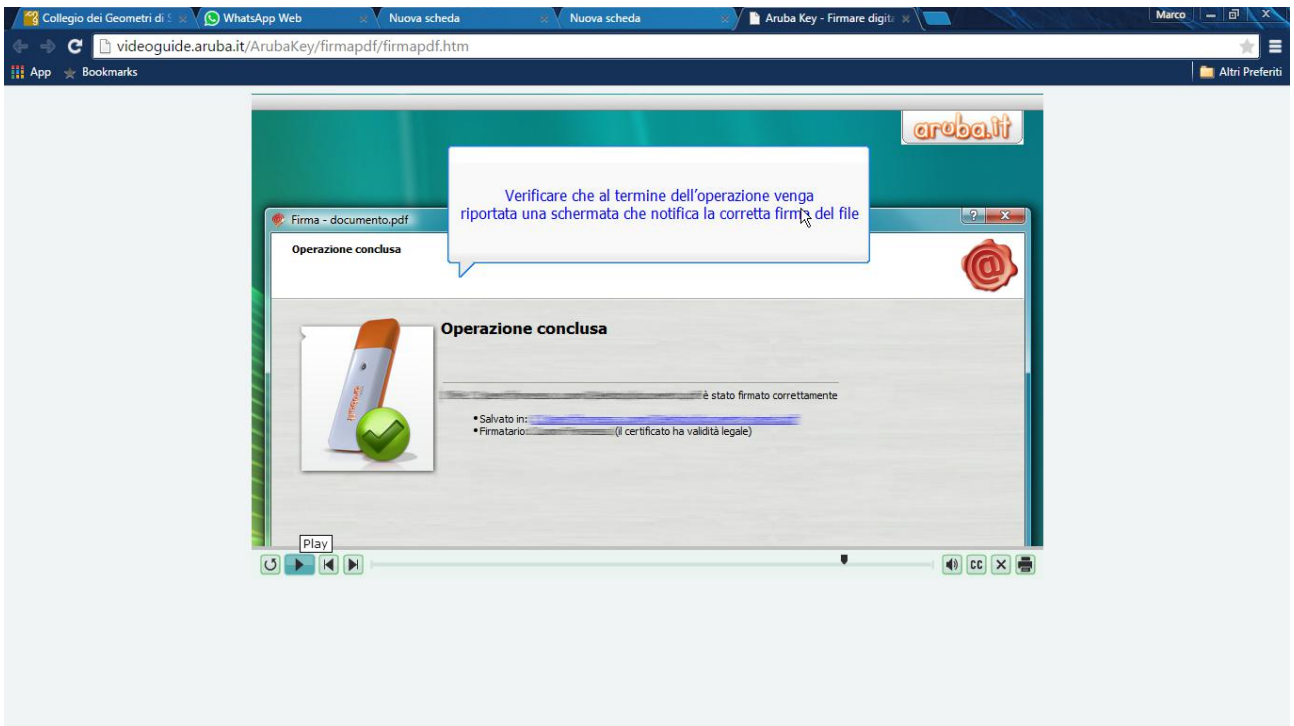 Collegio dei Geometri di S
WhatsApp Web
Nuova scheda
Nuova scheda
Aruba Key - Firmare digita
Marco
videoguide.aruba.it/ArubaKey/firmapdf/firmapdf.htm
App
Bookmarks
Altri Preferiti
aruba.it
Verificare che al termine dell'operazione venga
riportata una schermata che notifica la corretta firma del file
Firma - documento.pdf
Operazione conclusa
Operazione conclusa
è stato firmato correttamente
• Salvato in:
• Firmatario: (il certificato ha validità legale)
Play
CC